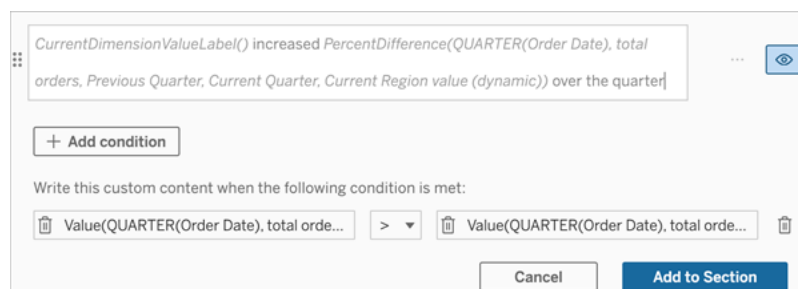 CurrentDimensionValueLabel() increased PercentDifference(QUARTER(Order Date), total
orders, Previous Quarter, Current Quarter, Current Region value (dynamic)) over the quarter
+ Add condition
Write this custom content when the following condition is met:
Value(QUARTER(Order Date), total orde... > Value(QUARTER(Order Date), total orde...
Cancel Add to Section